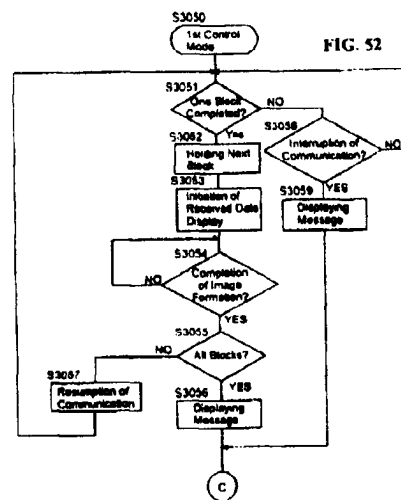 S3050
1st Control
Mode
FIG. 52
S3051
One Block
Completed?
NO
Yes
S3052
Holding Next
Block
S3058
Interruption of
Communication?
NO
YES
S3053
Initiation of
Received Data
Display
S3059
Displaying
Message
S3054
Completion
of Image
Formation?
NO
YES
S3055
All Blocks?
NO
YES
S3057
Resumption of
Communication
S3056
Displaying
Message
C